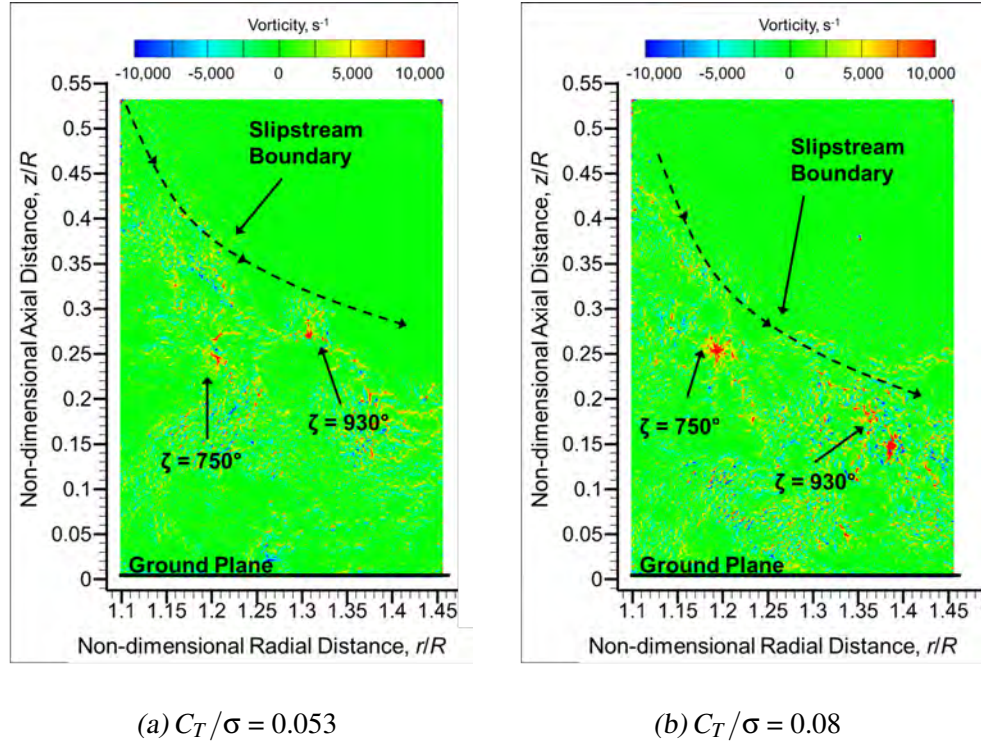 Vorticity, s⁻¹
-10,000 -5,000 0 5,000 10,000
0.55
0.5
0.45
0.4
0.35
0.3
0.25
0.2
0.15
0.1
0.05
0
Non-dimensional Axial Distance, z/R
Slipstream
Boundary
ζ = 930°
ζ = 750°
Ground Plane
1.1 1.15 1.2 1.25 1.3 1.35 1.4 1.45
Non-dimensional Radial Distance, r/R
(a) C_T/σ = 0.053
Vorticity, s⁻¹
-10,000 -5,000 0 5,000 10,000
0.55
0.5
0.45
0.4
0.35
0.3
0.25
0.2
0.15
0.1
0.05
0
Non-dimensional Axial Distance, z/R
Slipstream
Boundary
ζ = 750°
ζ = 930°
Ground Plane
1.1 1.15 1.2 1.25 1.3 1.35 1.4 1.45
Non-dimensional Radial Distance, r/R
(b) C_T/σ = 0.08